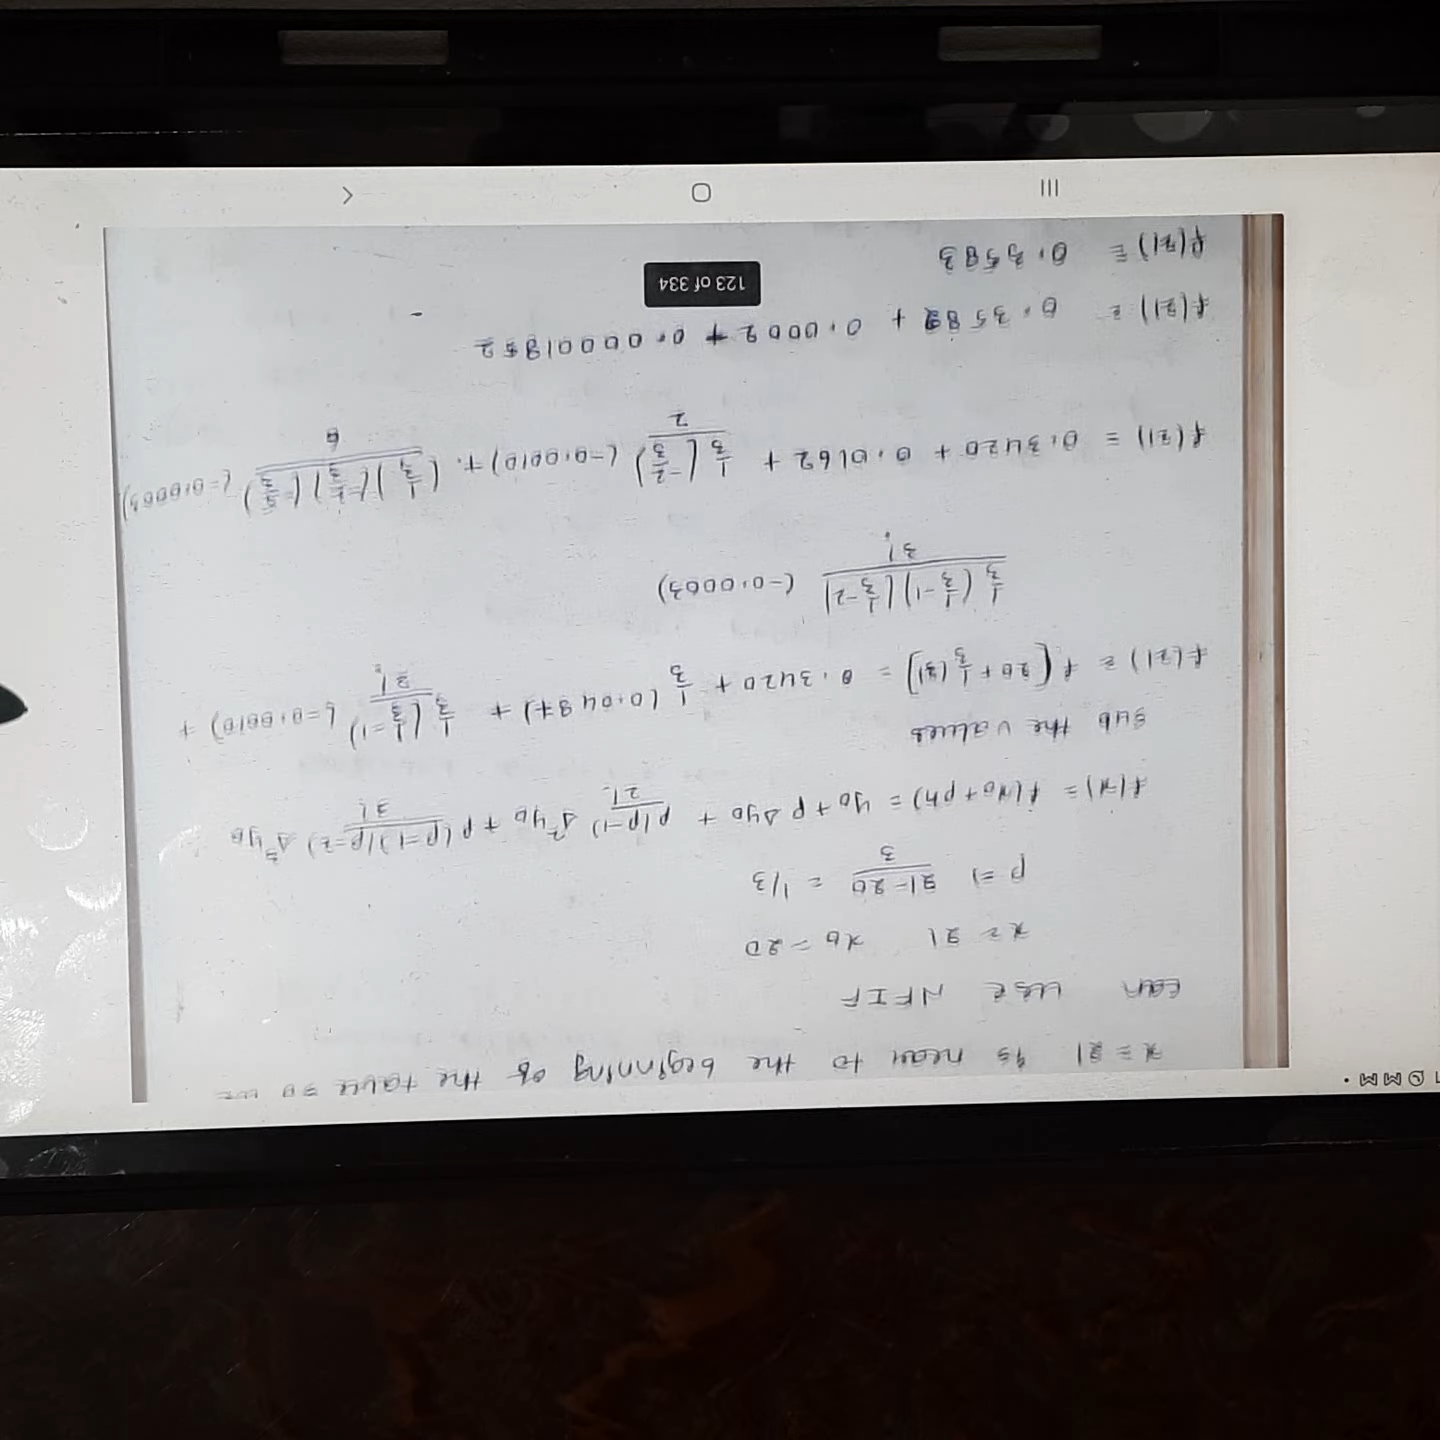 x = 21 is near to the beginning of the table so we
can use NFIF
x = 21 x0 = 20
p => 21-20/3 = 1/3
f(x) = f(x0+ph) = y0 + pΔy0 + p(p-1)/2! Δ²y0 + p(p-1)(p-2)/3! Δ³y0
sub the values
f(21) = f[20+1/3(3)] = 0.3420 + 1/3(0.0487) + 1/3(1/3-1)/2! (-0.0010) +
1/3(1/3-1)(1/3-2)/3! (-0.0003)
f(21) = 0.3420 + 0.0162 + 1/3(-2/3)/2 (-0.0010) + (1/3)(-2/3)(-5/3)/6 (-0.0003)
f(21) = 0.3582 + 0.0002 + 0.00001852
f(21) = 0.3583
123 of 334